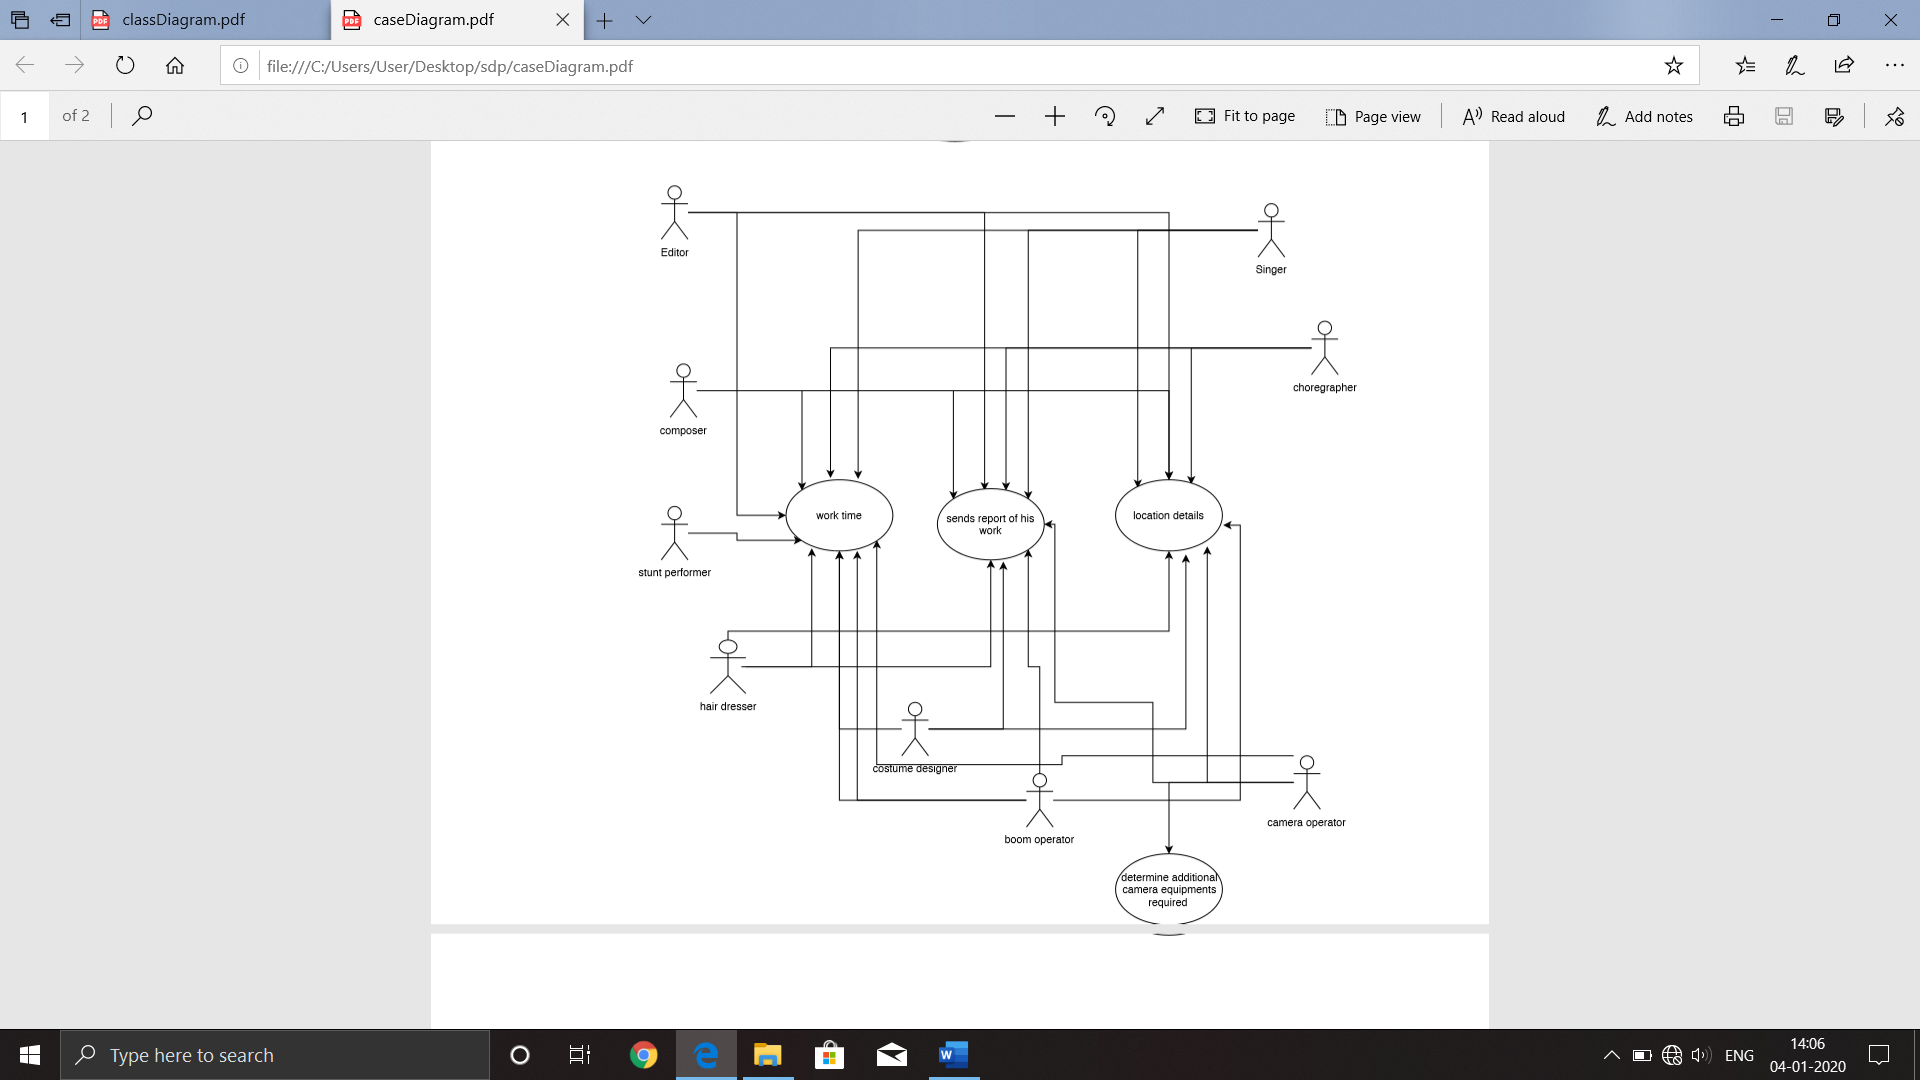 classDiagram.pdf
caseDiagram.pdf
file:///C:/Users/User/Desktop/sdp/caseDiagram.pdf
1 of 2
Fit to page
Page view
Read aloud
Add notes
Editor
Singer
choregrapher
composer
work time
sends report of his
work
location details
stunt performer
hair dresser
costume designer
camera operator
boom operator
determine additional
camera equipments
required
Type here to search
ENG
14:06
04-01-2020